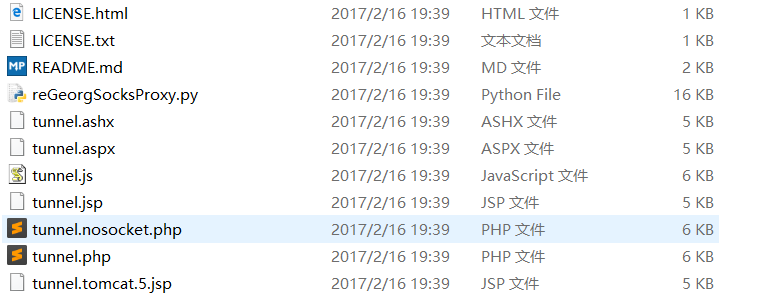 LICENSE.html 2017/2/16 19:39 HTML 文件 1 KB
LICENSE.txt 2017/2/16 19:39 文本文档 1 KB
README.md 2017/2/16 19:39 MD 文件 2 KB
reGeorgSocksProxy.py 2017/2/16 19:39 Python File 16 KB
tunnel.ashx 2017/2/16 19:39 ASHX 文件 5 KB
tunnel.aspx 2017/2/16 19:39 ASPX 文件 5 KB
tunnel.js 2017/2/16 19:39 JavaScript 文件 6 KB
tunnel.jsp 2017/2/16 19:39 JSP 文件 5 KB
tunnel.nosocket.php 2017/2/16 19:39 PHP 文件 6 KB
tunnel.php 2017/2/16 19:39 PHP 文件 6 KB
tunnel.tomcat.5.jsp 2017/2/16 19:39 JSP 文件 5 KB